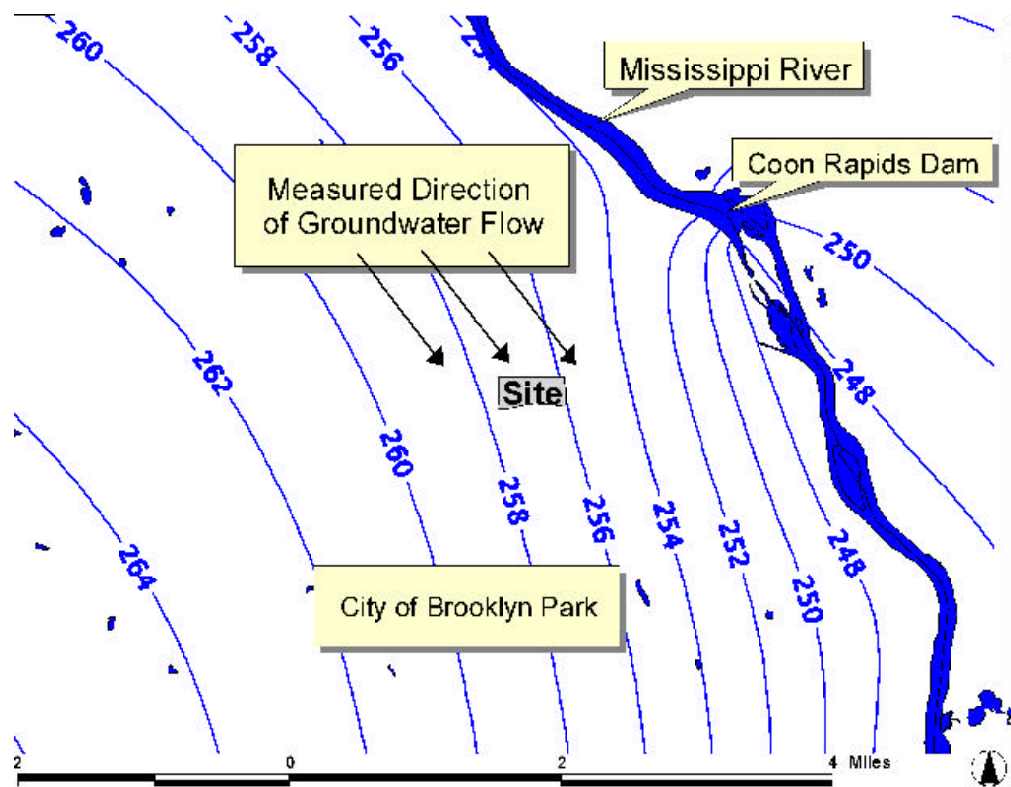 260
258
256
Mississippi River
Coon Rapids Dam
Measured Direction
of Groundwater Flow
250
262
Site
248
260
258
256
254
252
250
248
264
City of Brooklyn Park
2 0 2 4 Miles